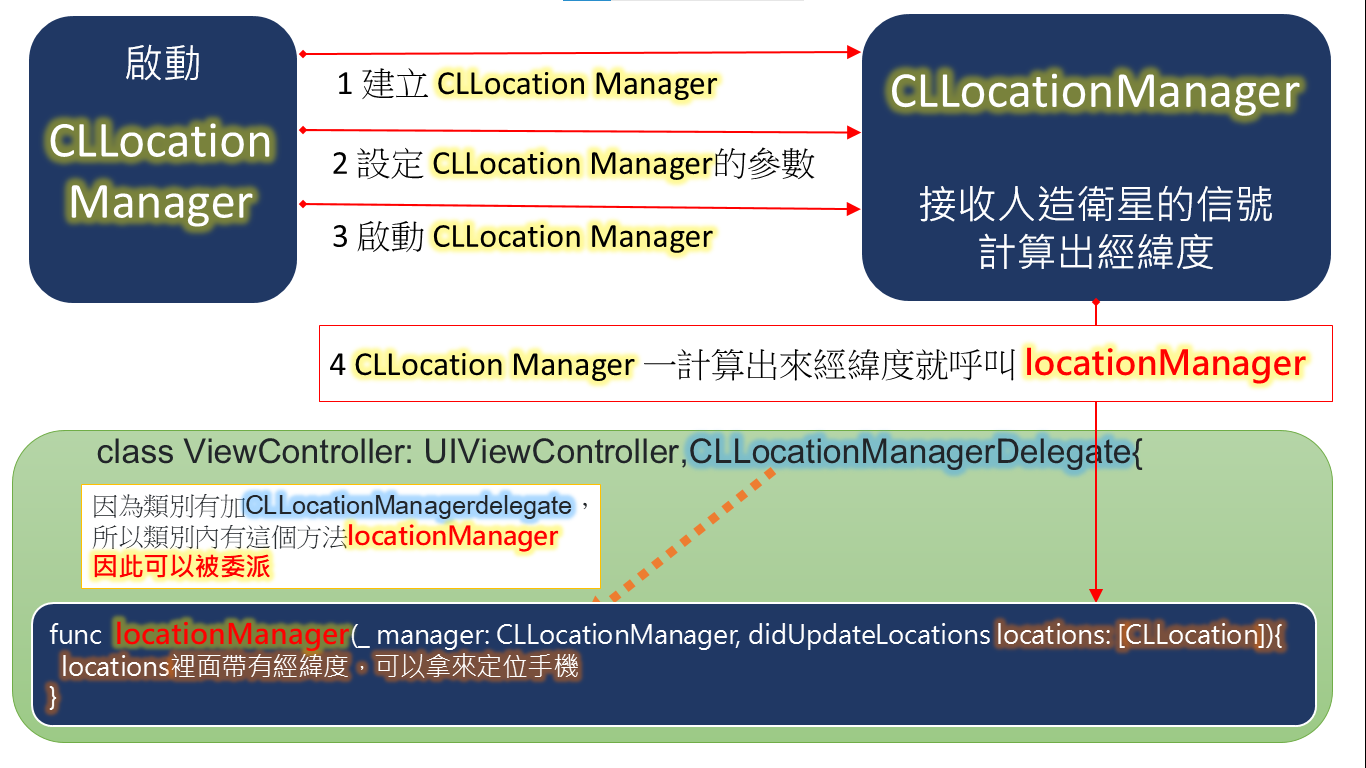 啟動
CLLocation
Manager
1 建立 CLLocation Manager
2 設定 CLLocation Manager的參數
3 啟動 CLLocation Manager
CLLocationManager
接收人造衛星的信號
計算出經緯度
4 CLLocation Manager 一計算出來經緯度就呼叫 locationManager
class ViewController: UIViewController,CLLocationManagerDelegate{
因為類別有加CLLocationManagerdelegate，
所以類別內有這個方法locationManager
因此可以被委派
func locationManager(_ manager: CLLocationManager, didUpdateLocations locations: [CLLocation]){
locations裡面帶有經緯度，可以拿來定位手機
}